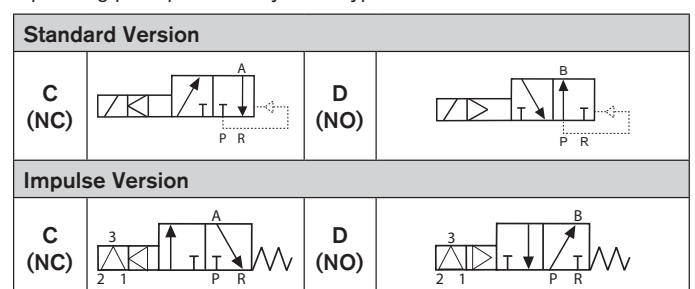 Standard Version
C
(NC)
A
P R
D
(NO)
B
P R
Impulse Version
C
(NC)
3
2 1
A
P R
D
(NO)
3
2 1
B
P R